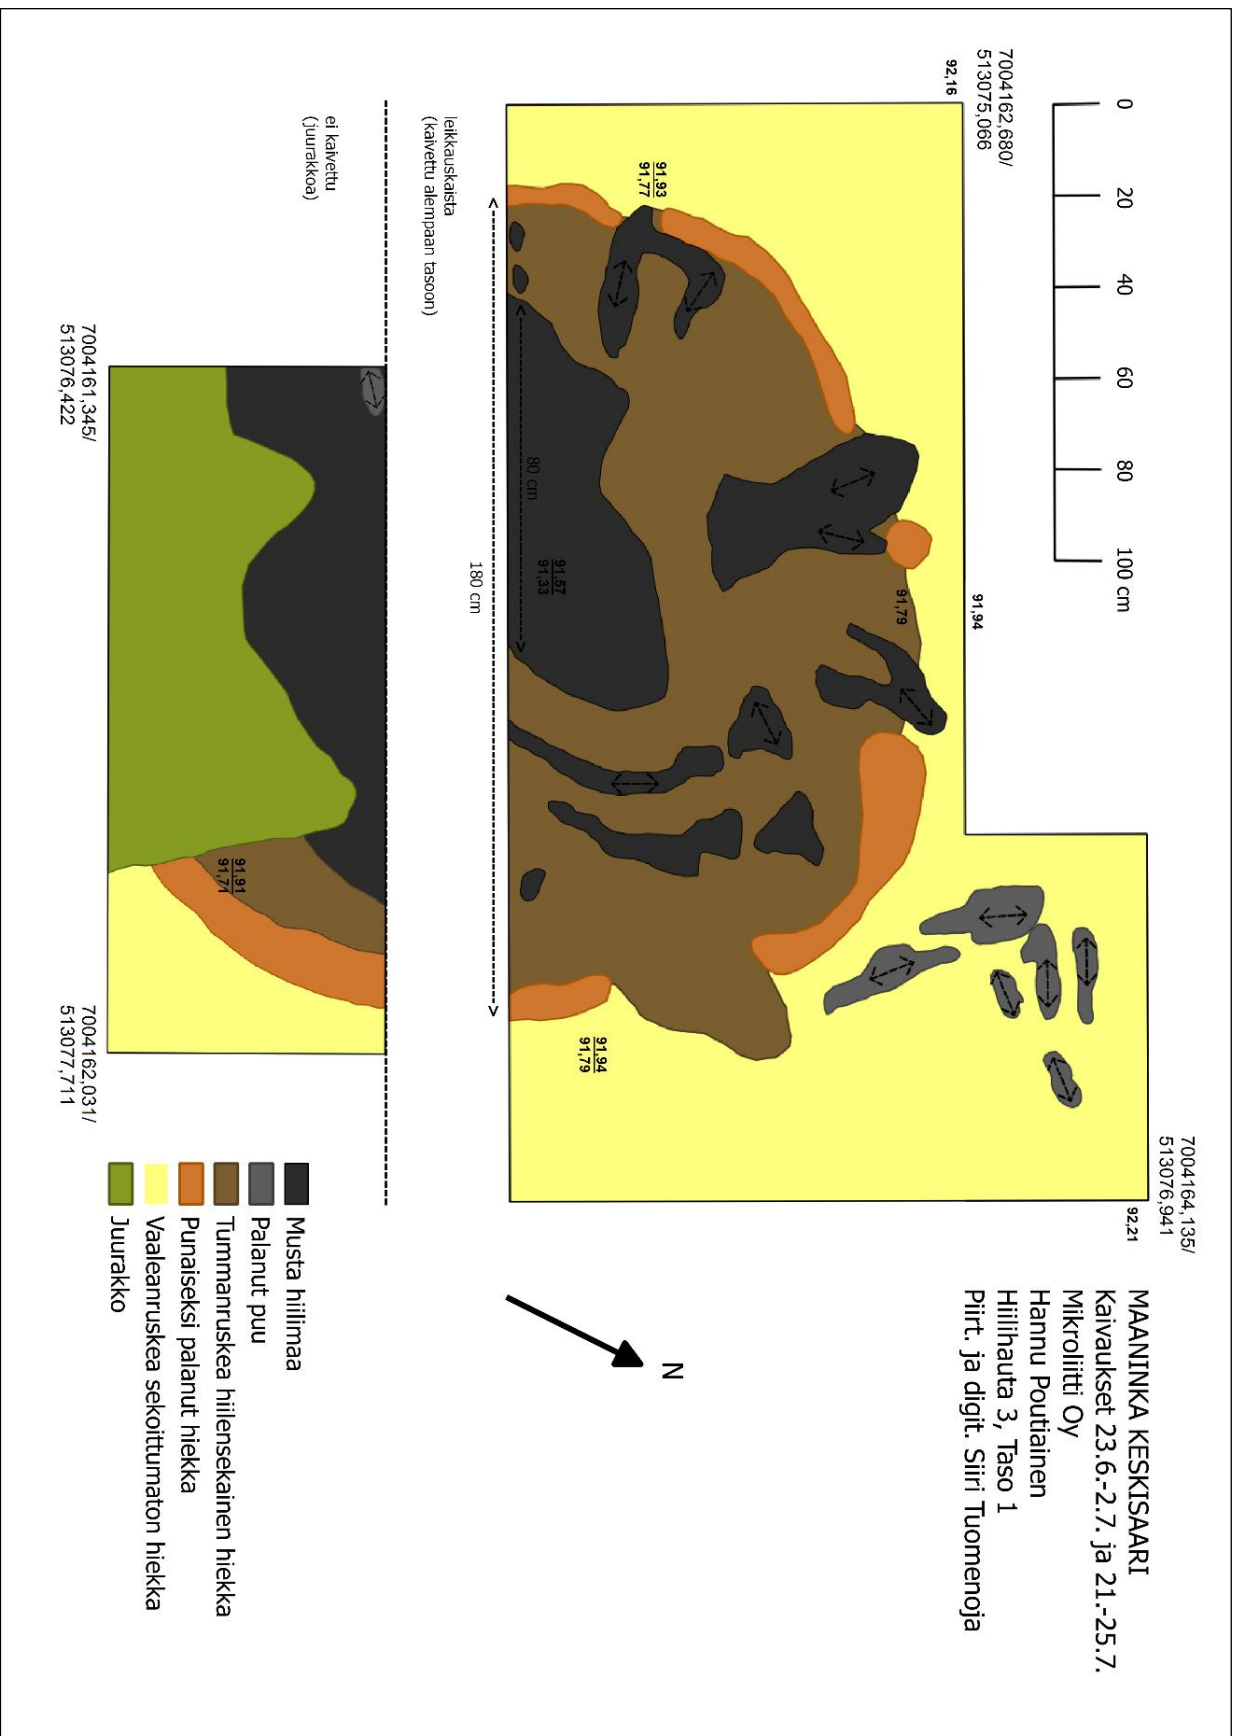 MAANINKA KESKISAARI
Kaivaukset 23.6.-2.7. ja 21.-25.7.
Mikroliitti Oy
Hannu Poutiainen
Hiilihauta 3, Taso 1
Piirt. ja digit. Siiri Tuomenoja
7004164,135/
513076,941
92,21
0
20
40
60
80
100 cm
7004162,680/
513075,066
92,16
91,94
91,79
91,93
91,77
91,57
91,33
80 cm
91,94
91,79
180 cm
leikkauskaista
(kaivettu alempaan tasoon)
ei kaivettu
(juurakkoa)
91,91
91,71
7004161,345/
513076,422
7004162,031/
513077,711
N
Musta hiilimaa
Palanut puu
Tummanruskea hiilensekainen hiekka
Punaiseksi palanut hiekka
Vaaleanruskea sekoittumaton hiekka
Juurakko